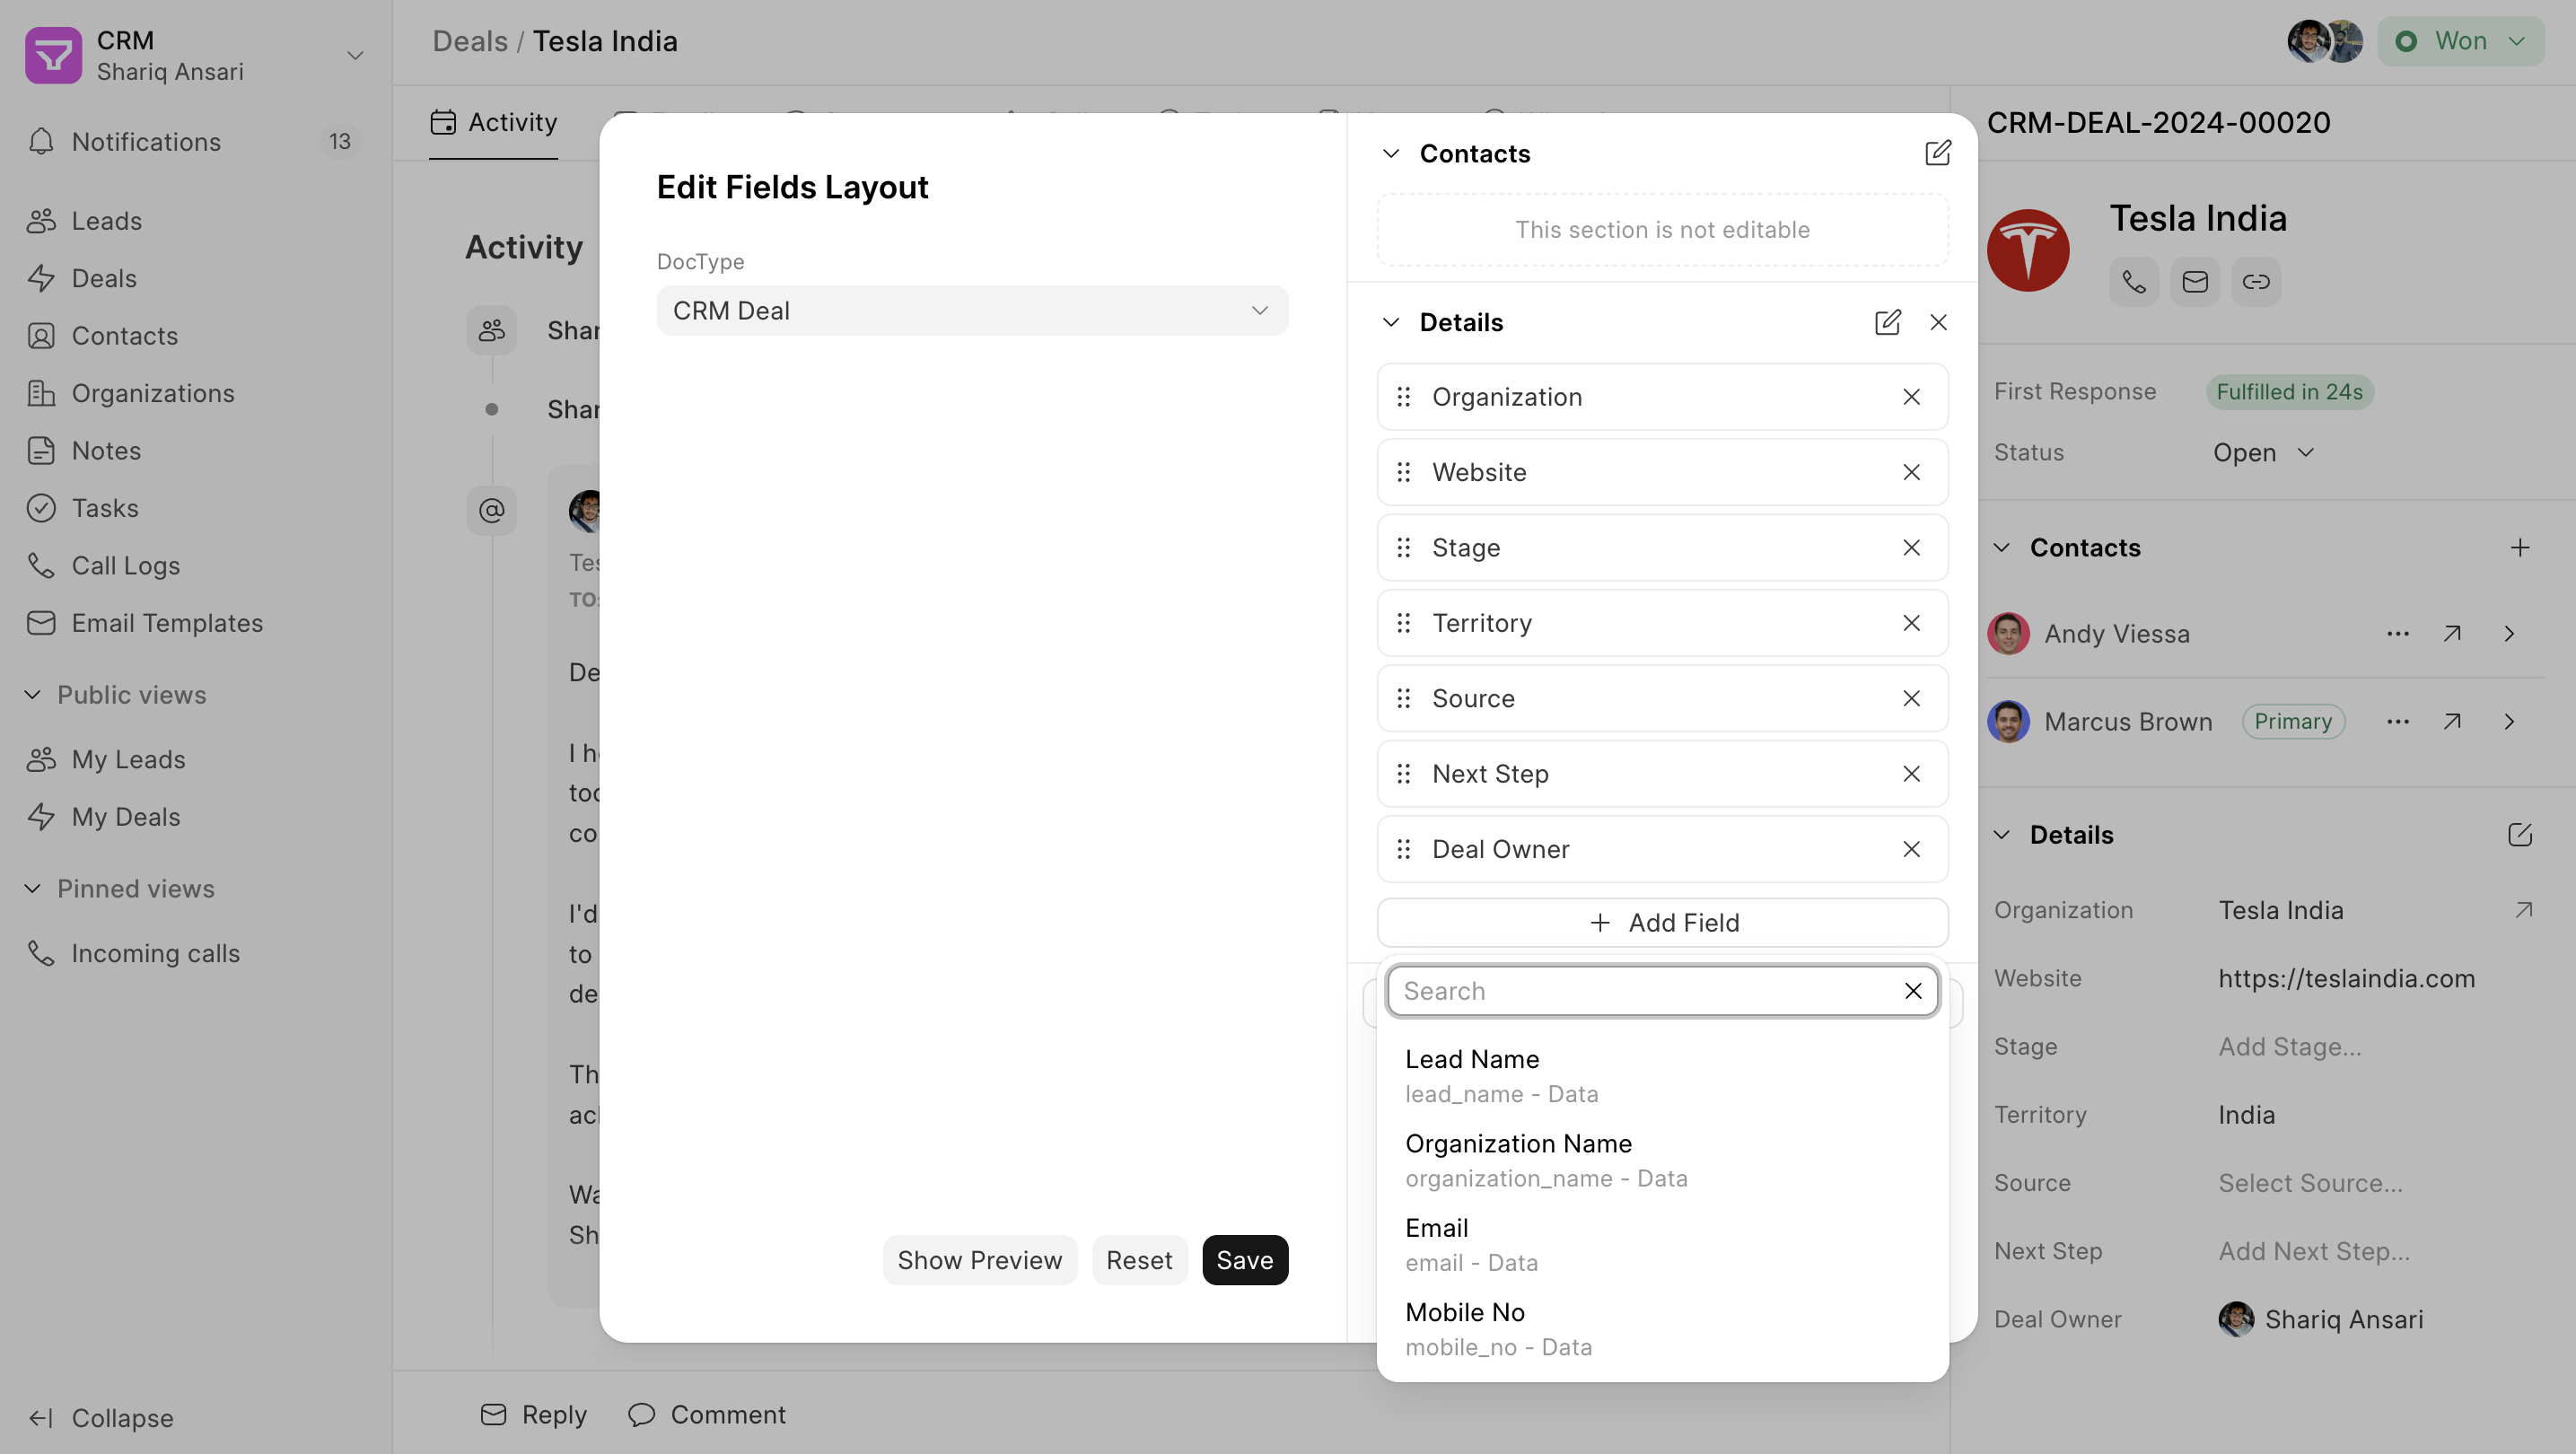 CRM
Shariq Ansari
Notifications
13
Leads
Deals
Contacts
Organizations
Notes
Tasks
Call Logs
Email Templates
Public views
My Leads
My Deals
Pinned views
Incoming calls
Collapse
Deals / Tesla India
Won
Activity
Activity
Shar
Shar
Tes
TO:
De
I h
too
co
I'd
to
de
Th
acl
Wa
Sh
Reply
Comment
Edit Fields Layout
DocType
CRM Deal
Show Preview
Reset
Save
Contacts
This section is not editable
Details
Organization
Website
Stage
Territory
Source
Next Step
Deal Owner
Add Field
Search
Lead Name
lead_name - Data
Organization Name
organization_name - Data
Email
email - Data
Mobile No
mobile_no - Data
CRM-DEAL-2024-00020
Tesla India
First Response Fulfilled in 24s
Status Open
Contacts
Andy Viessa
Marcus Brown Primary
Details
Organization Tesla India
Website https://teslaindia.com
Stage Add Stage...
Territory India
Source Select Source...
Next Step Add Next Step...
Deal Owner Shariq Ansari